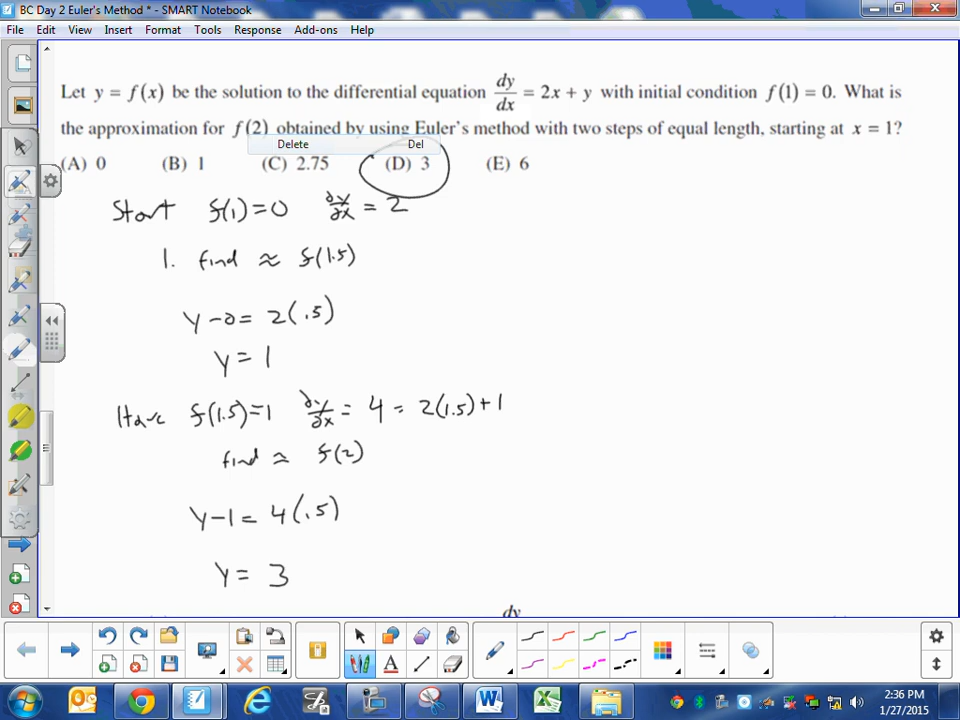 BC Day 2 Euler's Method * - SMART Notebook
File Edit View Insert Format Tools Response Add-ons Help
Let y = f(x) be the solution to the differential equation dy/dx = 2x + y with initial condition f(1) = 0. What is
the approximation for f(2) obtained by using Euler's method with two steps of equal length, starting at x = 1?
Delete Del
(A) 0 (B) 1 (C) 2.75 (D) 3 (E) 6
Start f(1)=0 dy/dx = 2
1. find ≈ f(1.5)
y-0= 2(.5)
y = 1
Have f(1.5)=1 dy/dx = 4 = 2(1.5)+1
find ≈ f(2)
y-1= 4(.5)
y= 3
dy
2:36 PM
1/27/2015